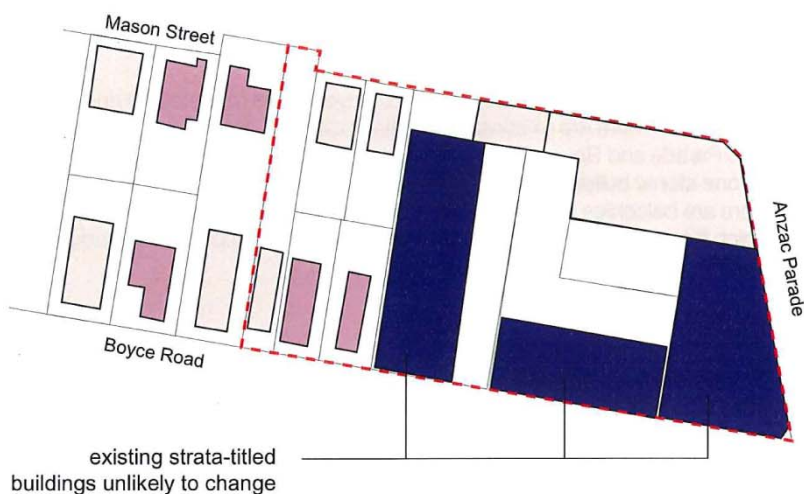 Mason Street
Anzac Parade
Boyce Road
existing strata-titled
buildings unlikely to change